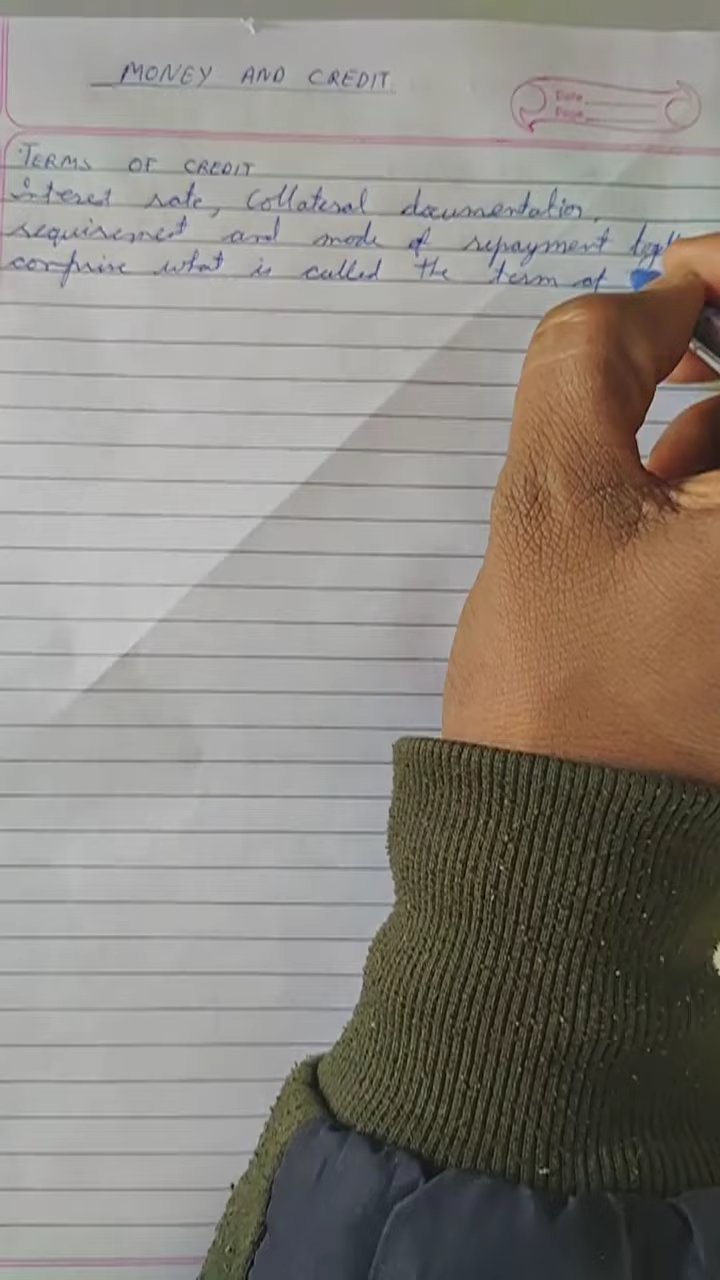 MONEY AND CREDIT
Date
Page
TERMS OF CREDIT
interest rate, Collateral documentation,
requirement and mode of repayment
comprise what is called the term of